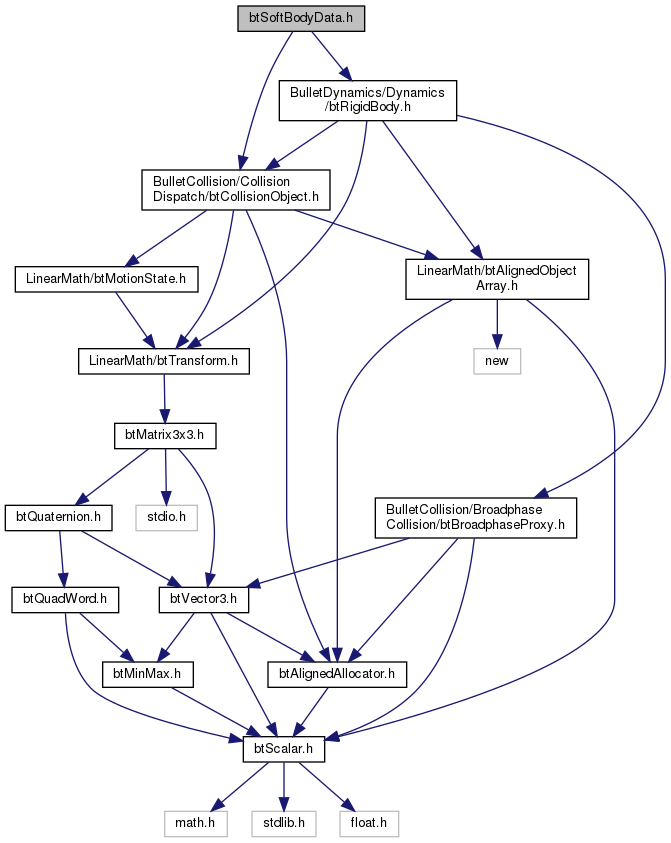 btSoftBodyData.h
BulletDynamics/Dynamics
/btRigidBody.h
BulletCollision/Collision
Dispatch/btCollisionObject.h
LinearMath/btMotionState.h
LinearMath/btAlignedObject
Array.h
LinearMath/btTransform.h
new
btMatrix3x3.h
btQuaternion.h
stdio.h
BulletCollision/Broadphase
Collision/btBroadphaseProxy.h
btQuadWord.h
btVector3.h
btMinMax.h
btAlignedAllocator.h
btScalar.h
math.h
stdlib.h
float.h